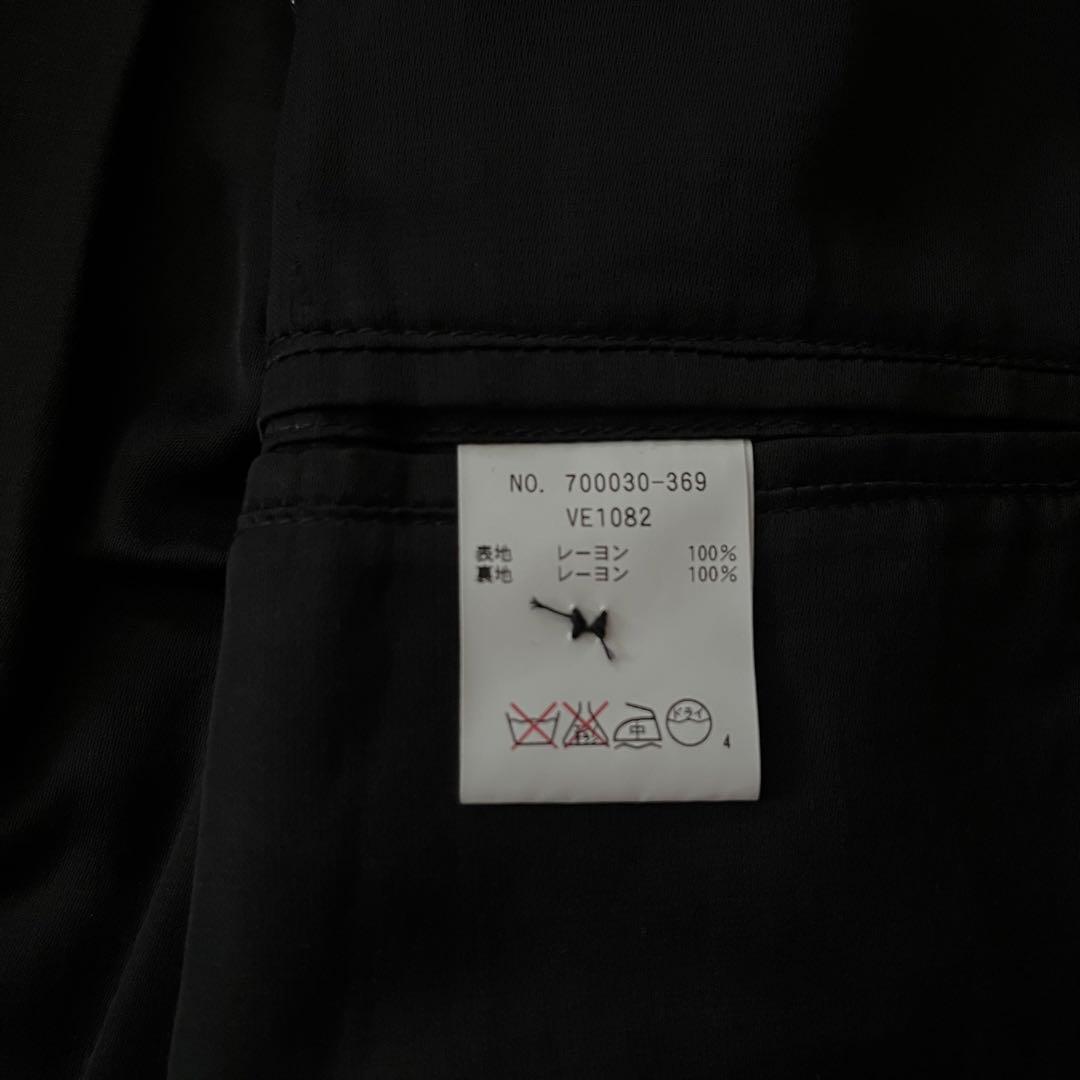 NO. 700030-369
VE1082
表地 レーヨン 100%
裏地 レーヨン 100%
中 ドライ 4